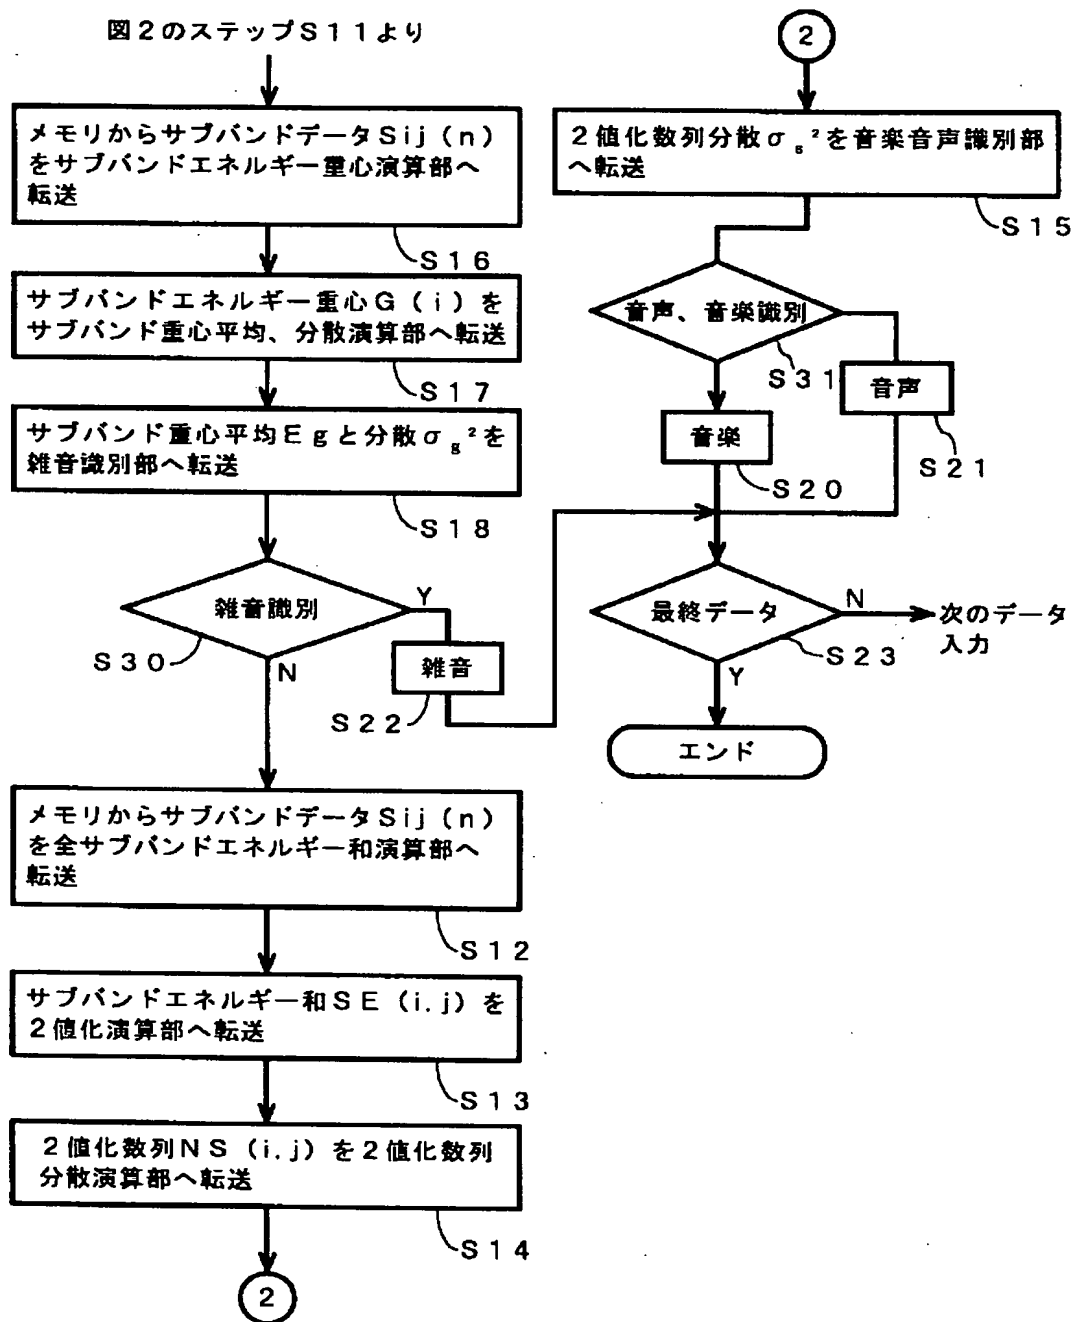 図2のステップS11より
メモリからサブバンドデータSij(n)
をサブバンドエネルギー重心演算部へ
転送
S16
サブバンドエネルギー重心G(i)を
サブバンド重心平均、分散演算部へ転送
S17
サブバンド重心平均Egと分散σg²を
雑音識別部へ転送
S18
雑音識別
Y
S30
N
雑音
S22
メモリからサブバンドデータSij(n)
を全サブバンドエネルギー和演算部へ
転送
S12
サブバンドエネルギー和SE(i,j)を
2値化演算部へ転送
S13
2値化数列NS(i,j)を2値化数列
分散演算部へ転送
S14
2
2
2値化数列分散σs²を音楽音声識別部
へ転送
S15
音声、音楽識別
S31
音声
S21
音楽
S20
最終データ
N
次のデータ
入力
S23
Y
エンド